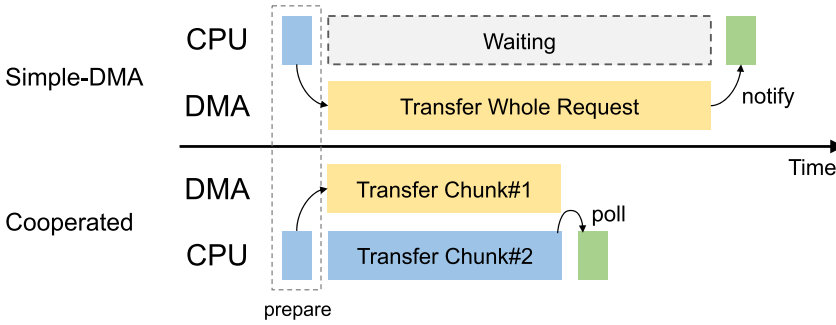 CPU
Waiting
Simple-DMA
DMA
Transfer Whole Request
notify
Time
DMA
Transfer Chunk#1
Cooperated
poll
CPU
Transfer Chunk#2
prepare